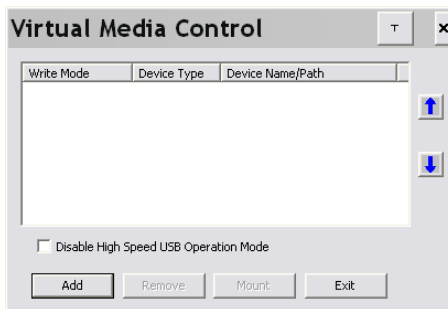 Virtual Media Control
Write Mode Device Type Device Name/Path
Disable High Speed USB Operation Mode
Add Remove Mount Exit